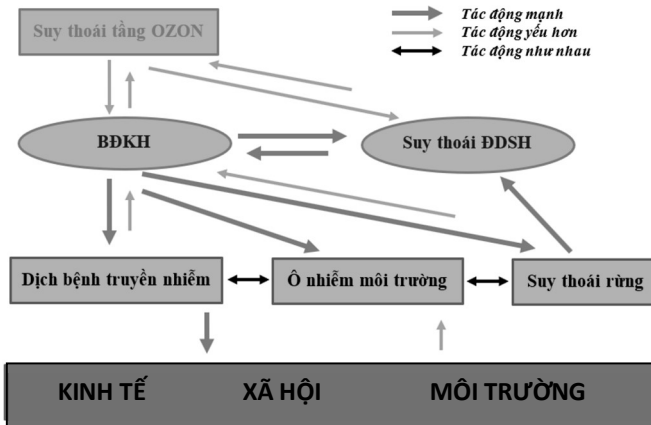 Suy thoái tầng OZON
Tác động mạnh
Tác động yếu hơn
Tác động như nhau
BĐKH
Suy thoái ĐDSH
Dịch bệnh truyền nhiễm
Ô nhiễm môi trường
Suy thoái rừng
KINH TẾ XÃ HỘI MÔI TRƯỜNG